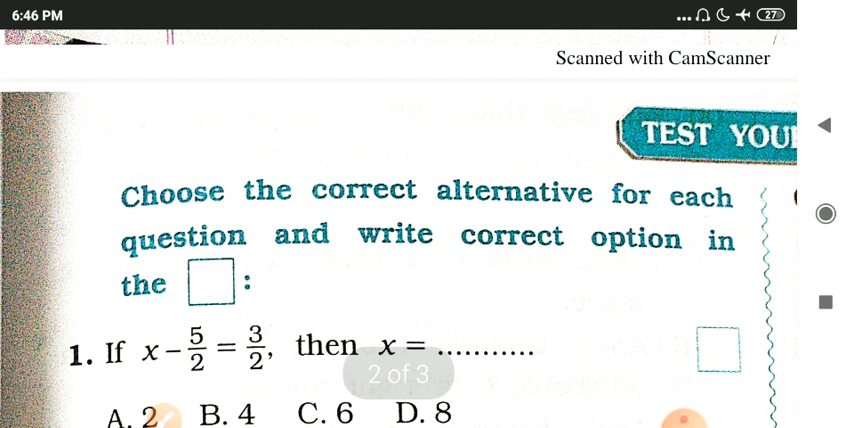 6:46 PM
27
Scanned with CamScanner
TEST YOU
Choose the correct alternative for each
question and write correct option in
the :
1. If x - 5/2 = 3/2, then x = ............
2 of 3
A. 2 B. 4 C. 6 D. 8